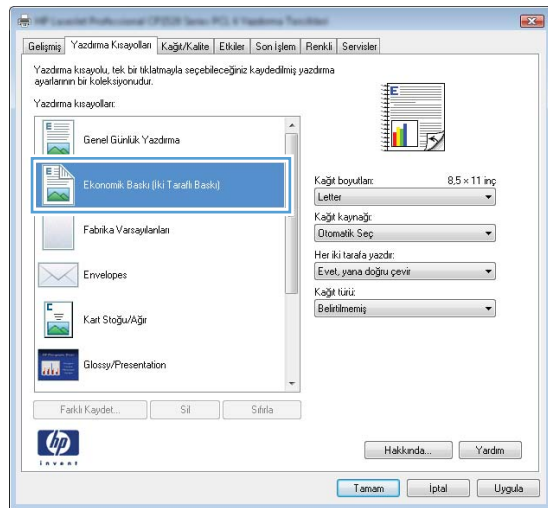 Gelişmiş Yazdırma Kısayolları Kağıt/Kalite Etkiler Son İşlem Renkli Servisler
Yazdırma kısayolu, tek bir tıklatmayla seçebileceğiniz kaydedilmiş yazdırma
ayarlarının bir koleksiyonudur.
Yazdırma kısayolları:
Genel Günlük Yazdırma
Ekonomik Baskı (İki Taraflı Baskı)
Fabrika Varsayılanları
Envelopes
Kart Stoğu/Ağır
Glossy/Presentation
Farklı Kaydet... Sil Sıfırla
Kağıt boyutları: 8,5 × 11 inç
Letter
Kağıt kaynağı:
Otomatik Seç
Her iki tarafa yazdır:
Evet, yana doğru çevir
Kağıt türü:
Belirtilmemiş
hp
invent
Hakkında... Yardım
Tamam İptal Uygula